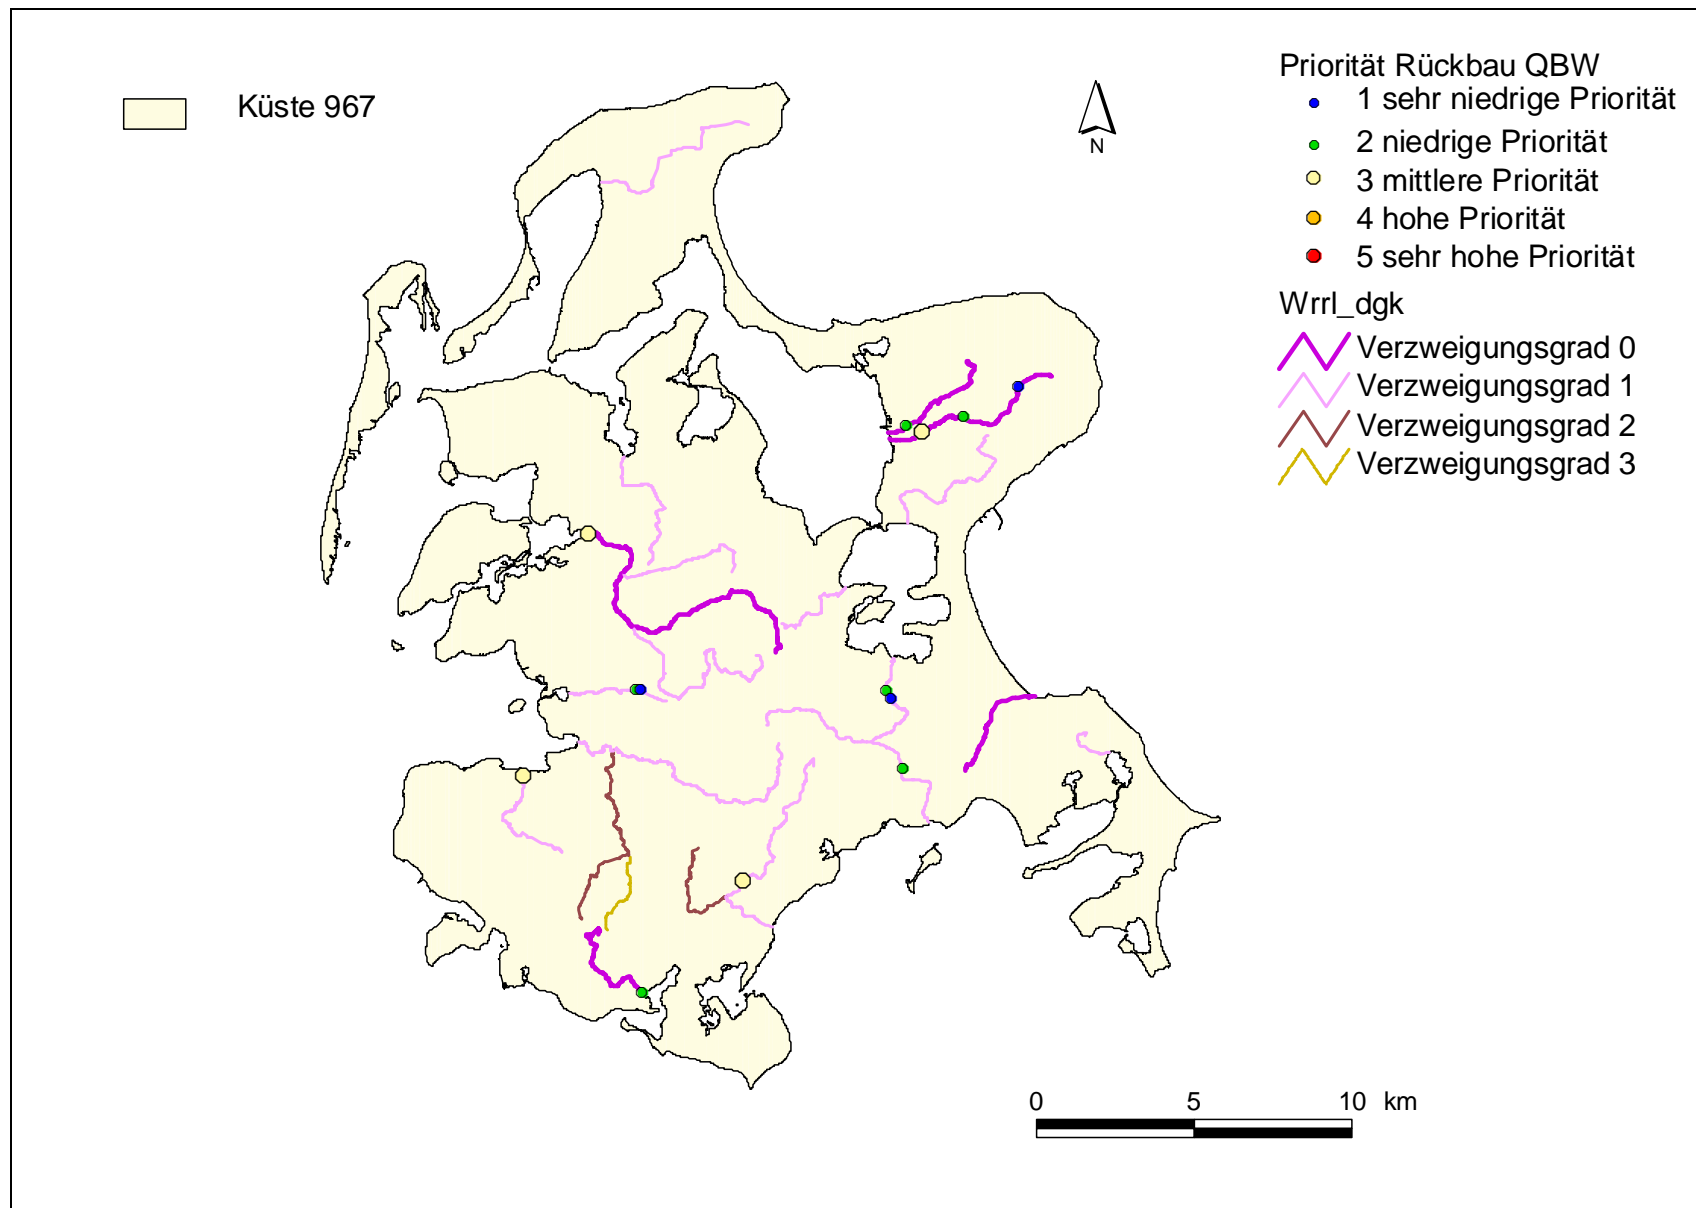 Küste 967
N
Priorität Rückbau QBW
1 sehr niedrige Priorität
2 niedrige Priorität
3 mittlere Priorität
4 hohe Priorität
5 sehr hohe Priorität
Wrrl_dgk
Verzweigungsgrad 0
Verzweigungsgrad 1
Verzweigungsgrad 2
Verzweigungsgrad 3
0 5 10 km